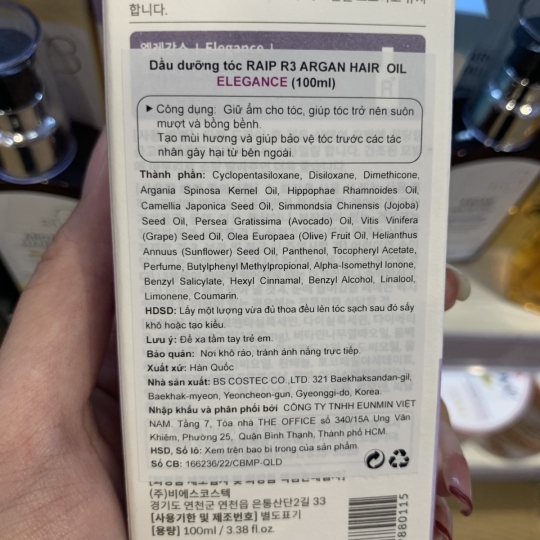 합니다.
엘레강스 | Elegance |
Dầu dưỡng tóc RAIP R3 ARGAN HAIR OIL
ELEGANCE (100ml)
► Công dụng: Giữ ẩm cho tóc, giúp tóc trở nên suôn
mượt và bồng bềnh.
Tạo mùi hương và giúp bảo vệ tóc trước các tác
nhân gây hại từ bên ngoài.
Thành phần: Cyclopentasiloxane, Disiloxane, Dimethicone,
Argania Spinosa Kernel Oil, Hippophae Rhamnoides Oil,
Camellia Japonica Seed Oil, Simmondsia Chinensis (Jojoba)
Seed Oil, Persea Gratissima (Avocado) Oil, Vitis Vinifera
(Grape) Seed Oil, Olea Europaea (Olive) Fruit Oil, Helianthus
Annuus (Sunflower) Seed Oil, Panthenol, Tocopheryl Acetate,
Perfume, Butylphenyl Methylpropional, Alpha-Isomethyl Ionone,
Benzyl Salicylate, Hexyl Cinnamal, Benzyl Alcohol, Linalool,
Limonene, Coumarin.
HDSD: Lấy một lượng vừa đủ thoa đều lên tóc sạch sau đó sấy
khô hoặc tạo kiểu.
Lưu ý: Để xa tầm tay trẻ em.
Bảo quản: Nơi khô ráo, tránh ánh nắng trực tiếp.
Xuất xứ: Hàn Quốc
Nhà sản xuất: BS COSTEC CO.,LTD. 321 Baekhaksandan-gil,
Baekhak-myeon, Yeoncheon-gun, Gyeonggi-do, Korea.
Nhập khẩu và phân phối bởi CÔNG TY TNHH EUNMIN VIET
NAM. Tầng 7, Tòa nhà THE OFFICE số 340/15A Ung Văn
Khiêm, Phường 25, Quận Bình Thạnh, Thành phố HCM.
HSD, Số lô: Xem trên bao bì trong của sản phẩm.
Số CB: 166236/22/CBMP-QLD
(주)비에스코스텍
경기도 연천군 연천읍 은통산단2길 33
[사용기한 및 제조번호] 별도표기
[용량] 100ml / 3.38 fl.oz.
880115